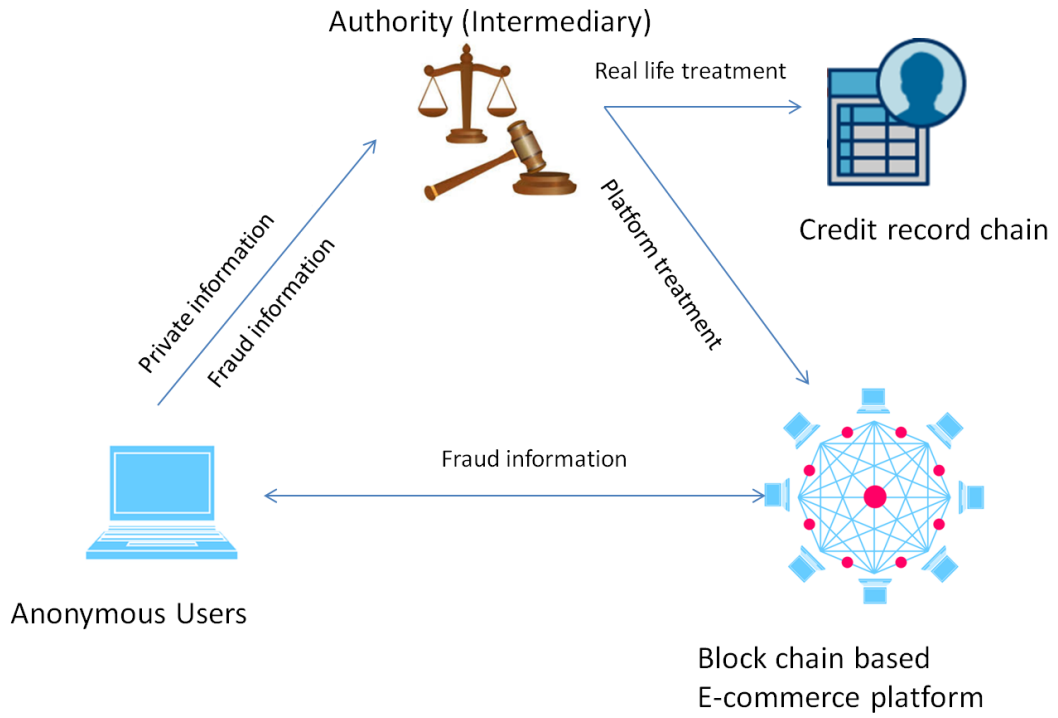 Authority (Intermediary)
Real life treatment
Credit record chain
Platform treatment
Private information
Fraud information
Fraud information
Anonymous Users
Block chain based
E-commerce platform